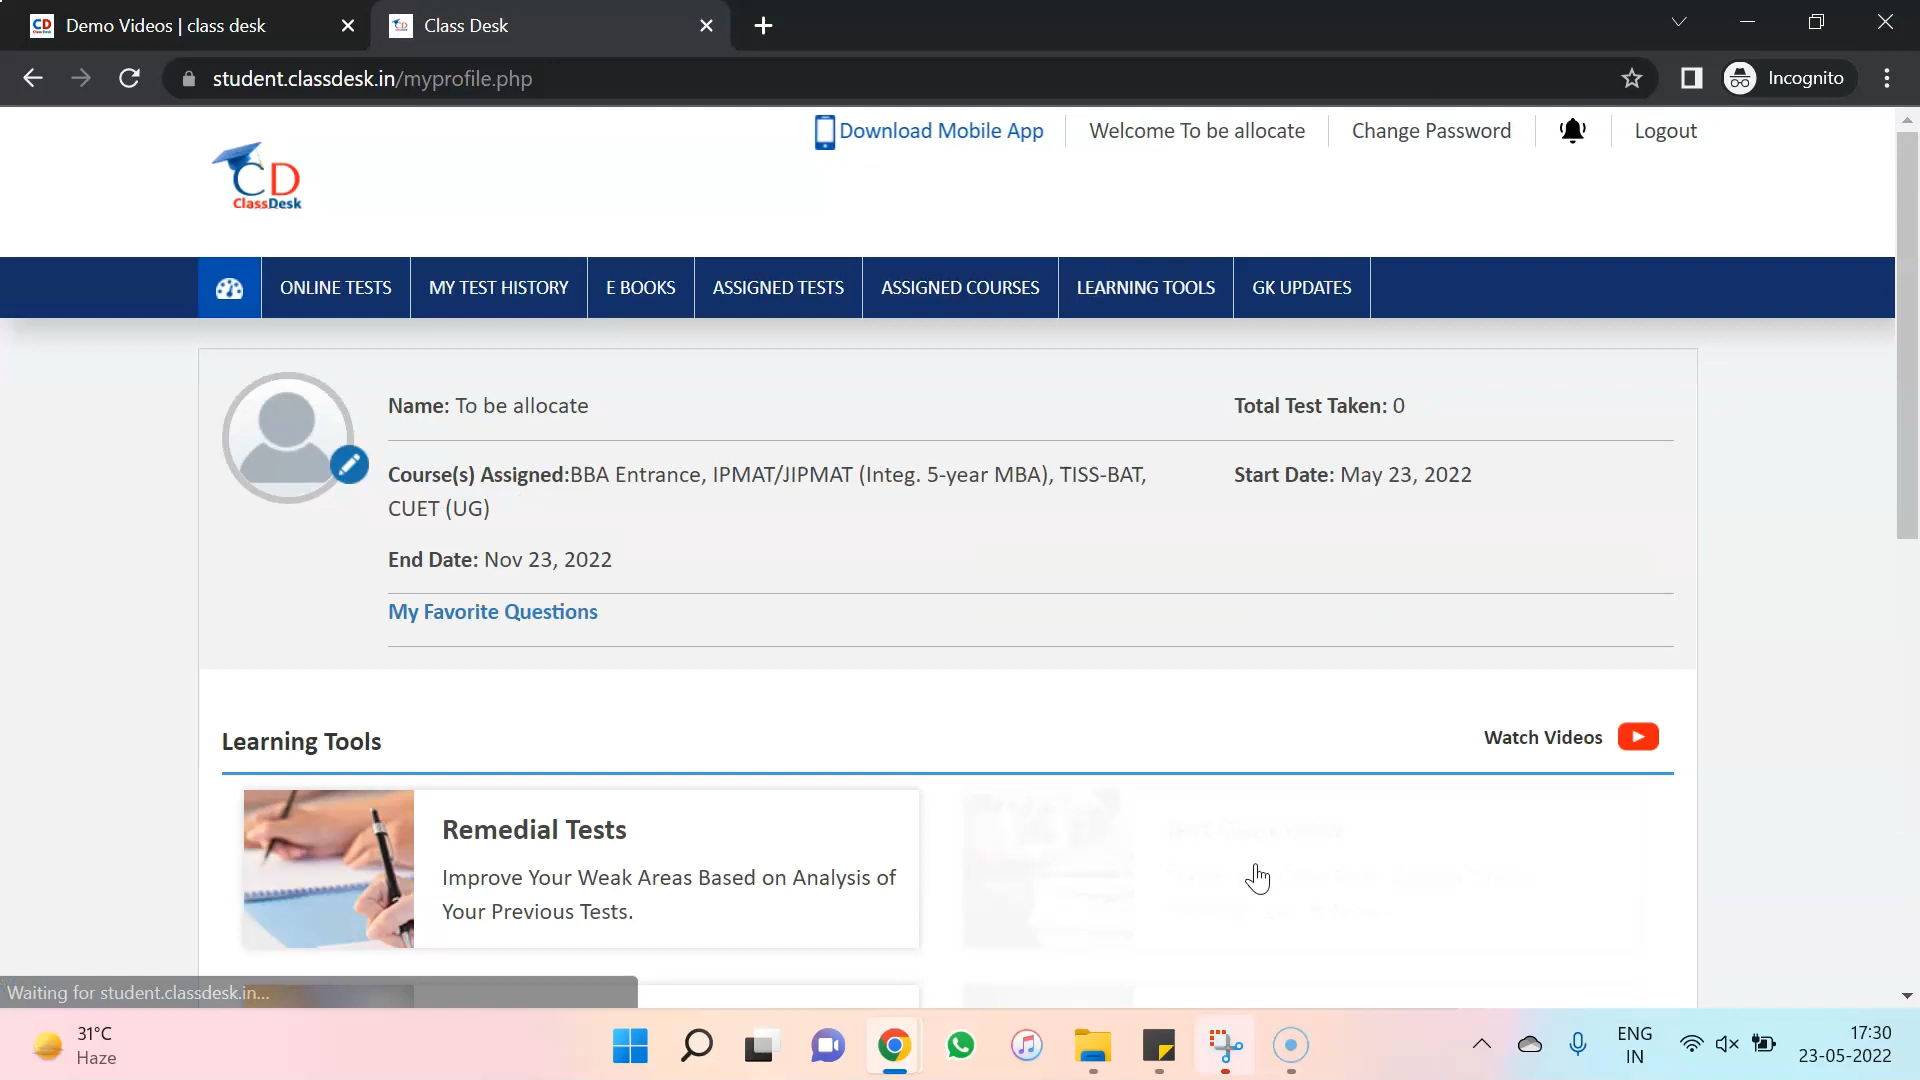 Demo Videos | class desk
Class Desk
student.classdesk.in/myprofile.php
Incognito
Download Mobile App
Welcome To be allocate
Change Password
Logout
CD
ClassDesk
ONLINE TESTS
MY TEST HISTORY
E BOOKS
ASSIGNED TESTS
ASSIGNED COURSES
LEARNING TOOLS
GK UPDATES
Name: To be allocate
Total Test Taken: 0
Course(s) Assigned:BBA Entrance, IPMAT/JIPMAT (Integ. 5-year MBA), TISS-BAT,
CUET (UG)
Start Date: May 23, 2022
End Date: Nov 23, 2022
My Favorite Questions
Learning Tools
Watch Videos
Remedial Tests
Improve Your Weak Areas Based on Analysis of
Your Previous Tests.
Waiting for student.classdesk.in...
31°C
Haze
ENG
IN
17:30
23-05-2022